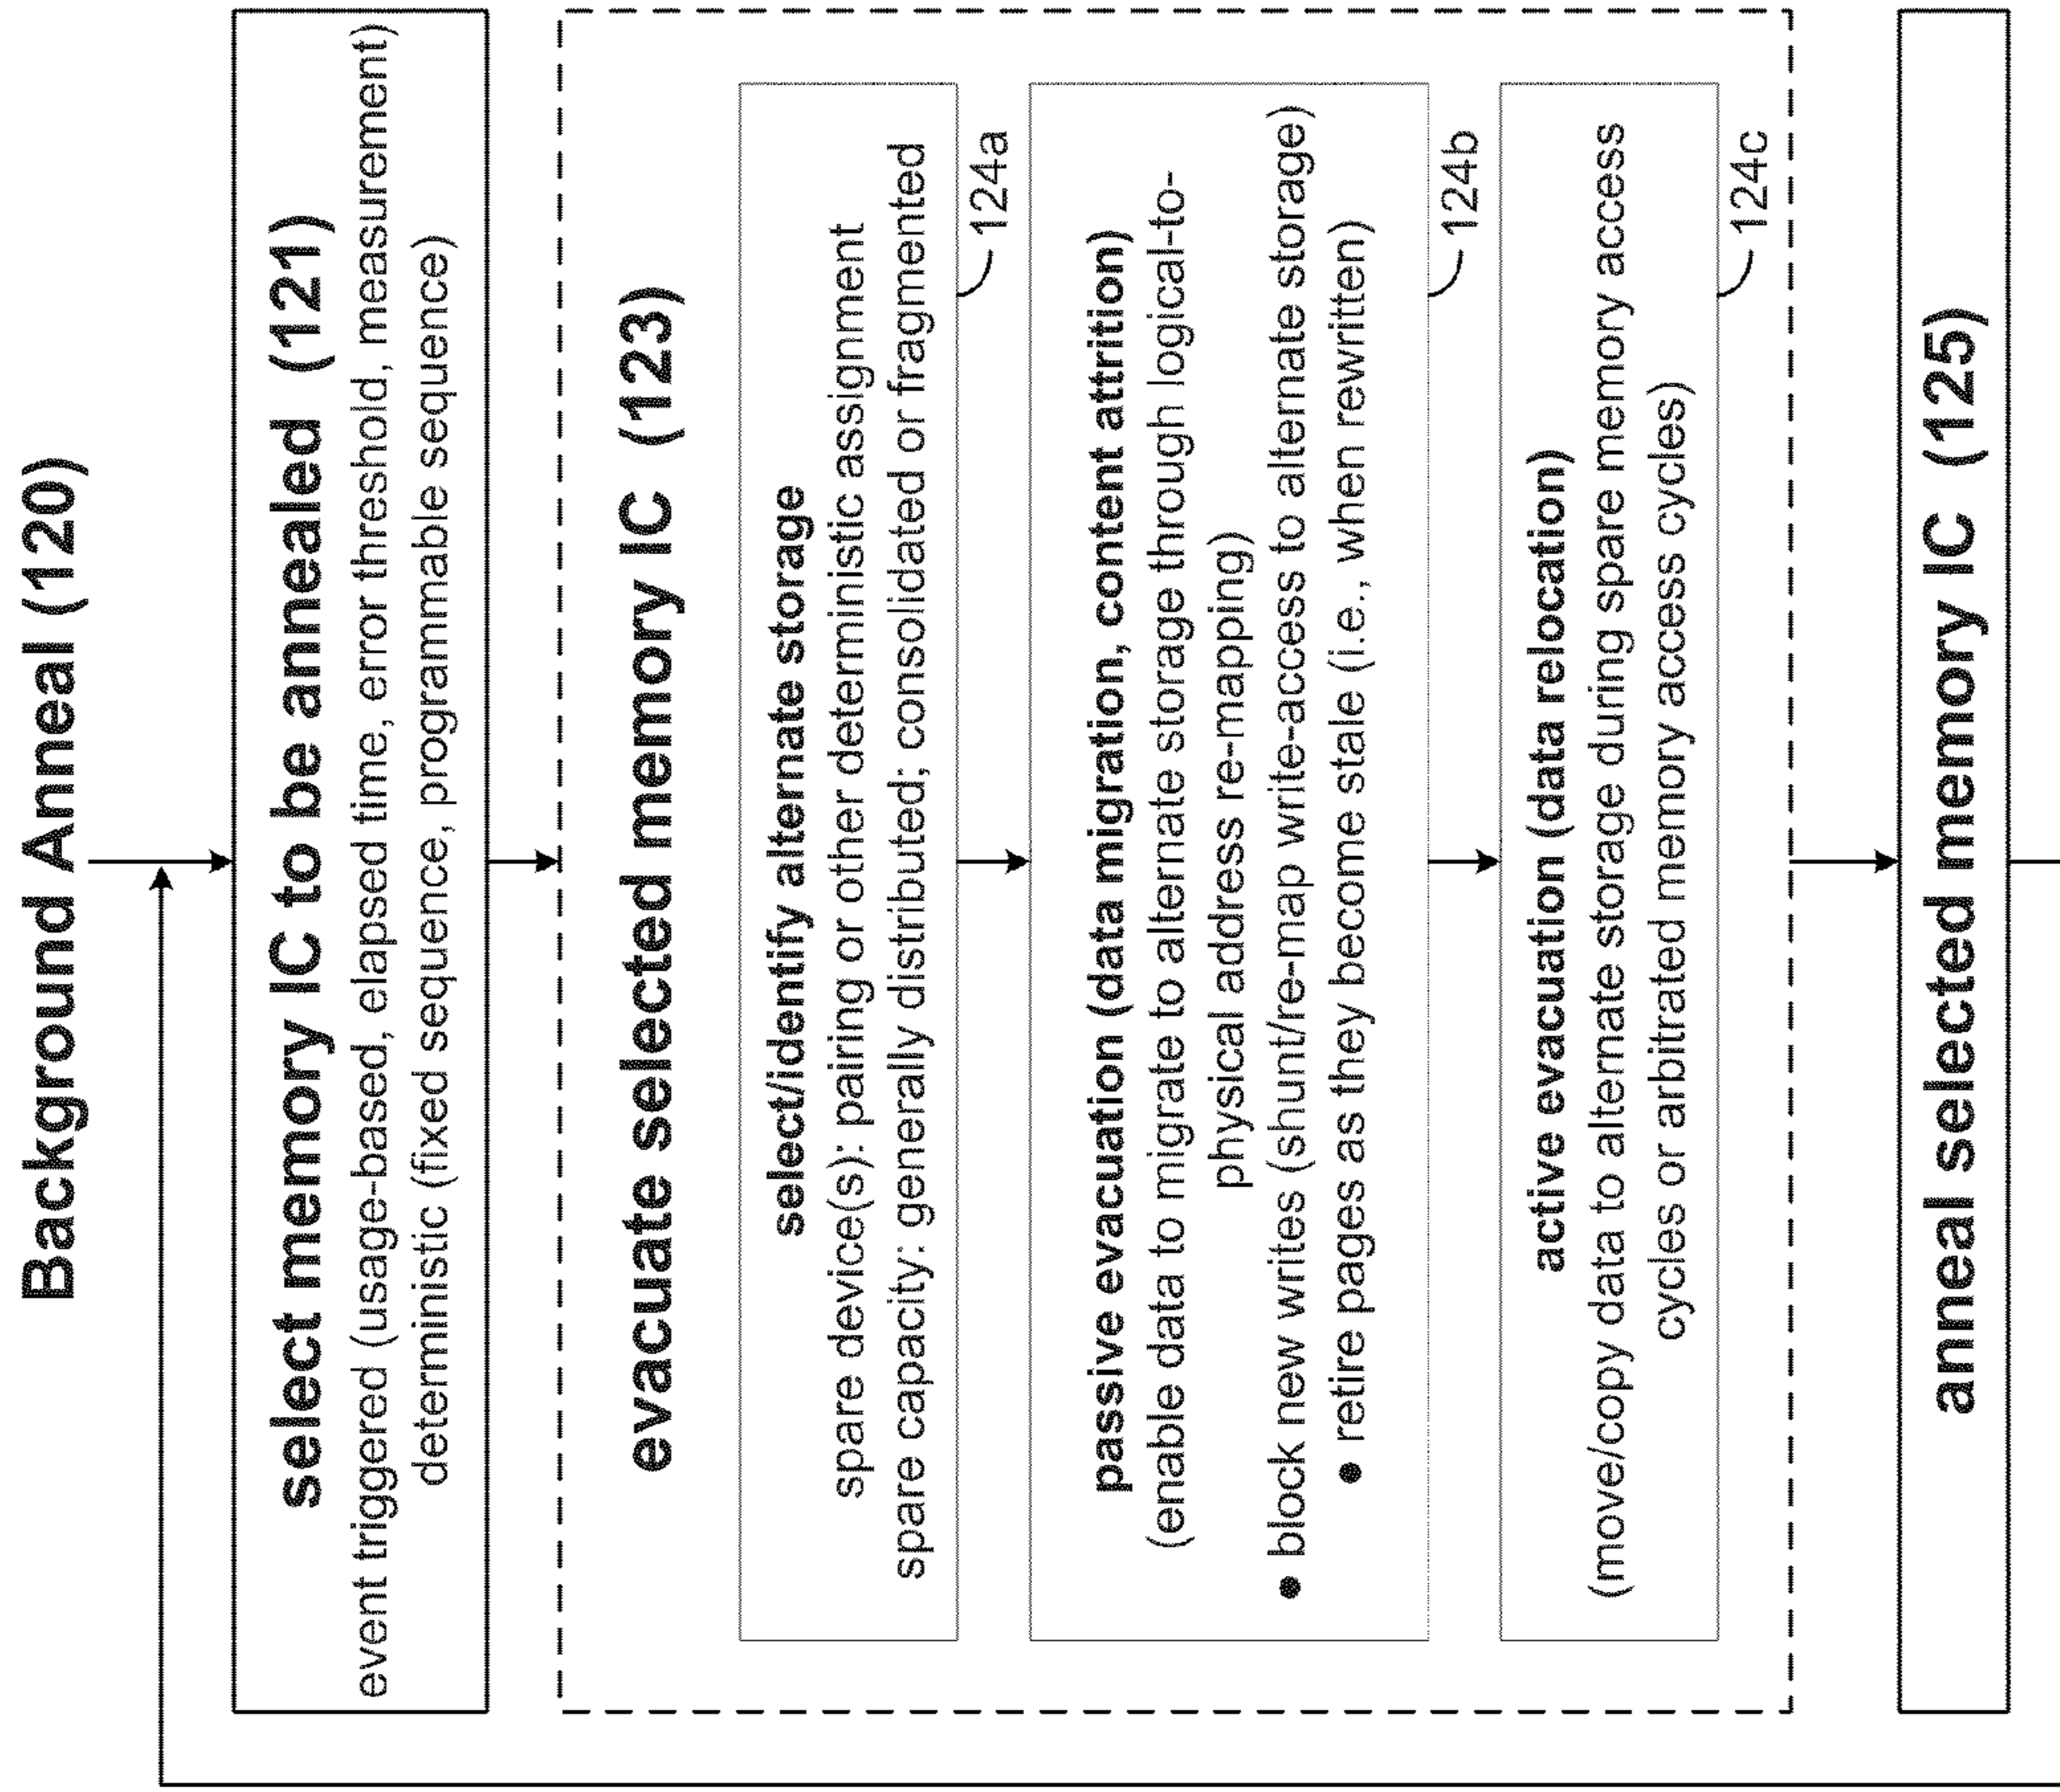 Background Anneal (120)
select memory IC to be annealed (121)
event triggered (usage-based, elapsed time, error threshold, measurement)
deterministic (fixed sequence, programmable sequence)
evacuate selected memory IC (123)
select/identify alternate storage
spare device(s): pairing or other deterministic assignment
spare capacity: generally distributed; consolidated or fragmented
124a
passive evacuation (data migration, content attrition)
(enable data to migrate to alternate storage through logical-to-
physical address re-mapping)
• block new writes (shunt/re-map write-access to alternate storage)
• retire pages as they become stale (i.e., when rewritten)
124b
active evacuation (data relocation)
(move/copy data to alternate storage during spare memory access
cycles or arbitrated memory access cycles)
124c
anneal selected memory IC (125)